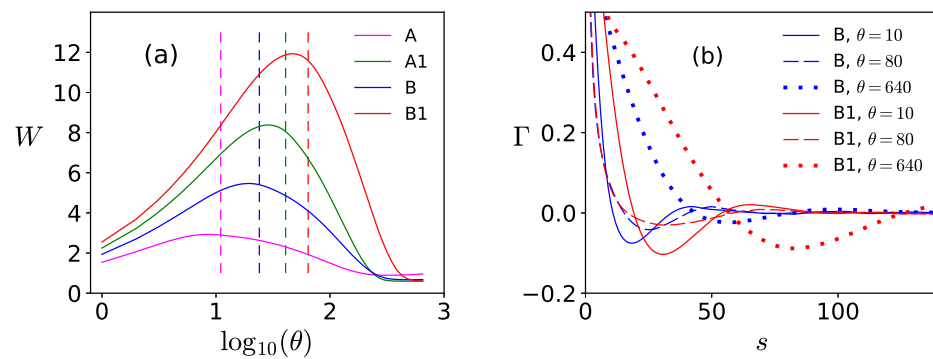 (a)
A
A1
B
B1
W
0
2
4
6
8
10
12
0
1
2
3
log₁₀(θ)
(b)
B, θ = 10
B, θ = 80
B, θ = 640
B1, θ = 10
B1, θ = 80
B1, θ = 640
Γ
0.4
0.2
0.0
−0.2
0
50
100
s